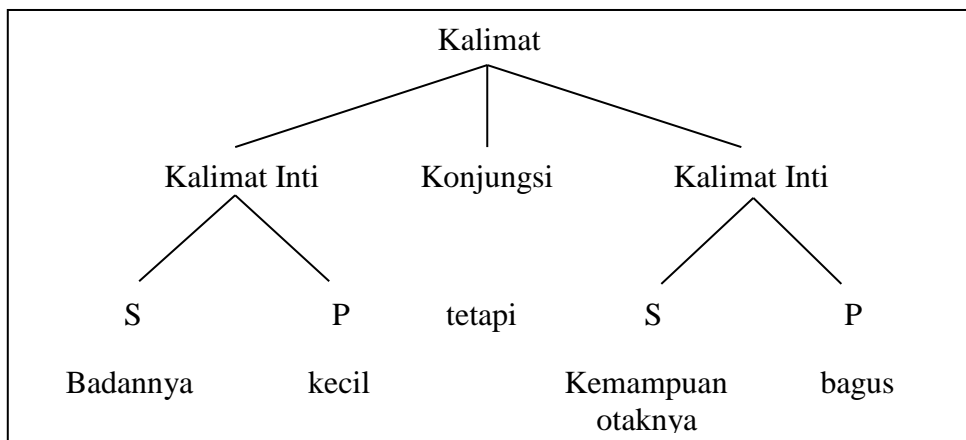 Kalimat
Kalimat Inti Konjungsi Kalimat Inti
S P tetapi S P
Badannya kecil Kemampuan bagus
otaknya